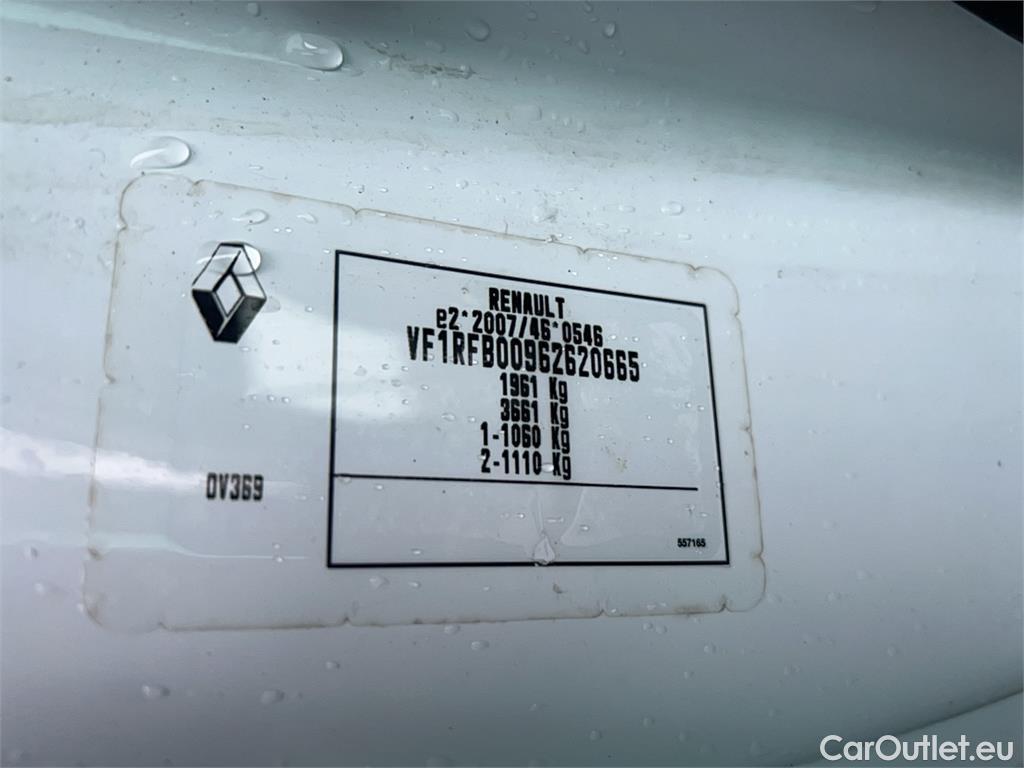 RENAULT
e2*2007/46*0546
VF1RFB00962620665
1961 Kg
3661 Kg
1-1060 Kg
2-1110 Kg
DV369
557165
CarOutlet.eu